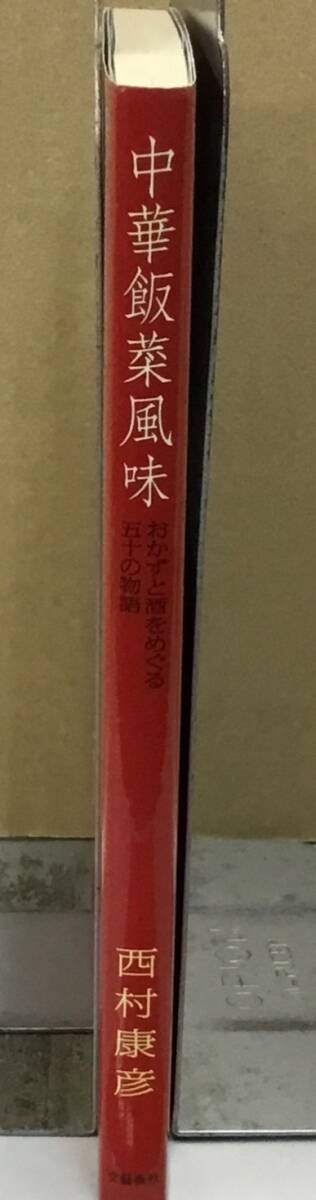 中華飯菜風味
おかずと酒をめぐる
五十の物語
西村康彦
文藝春秋